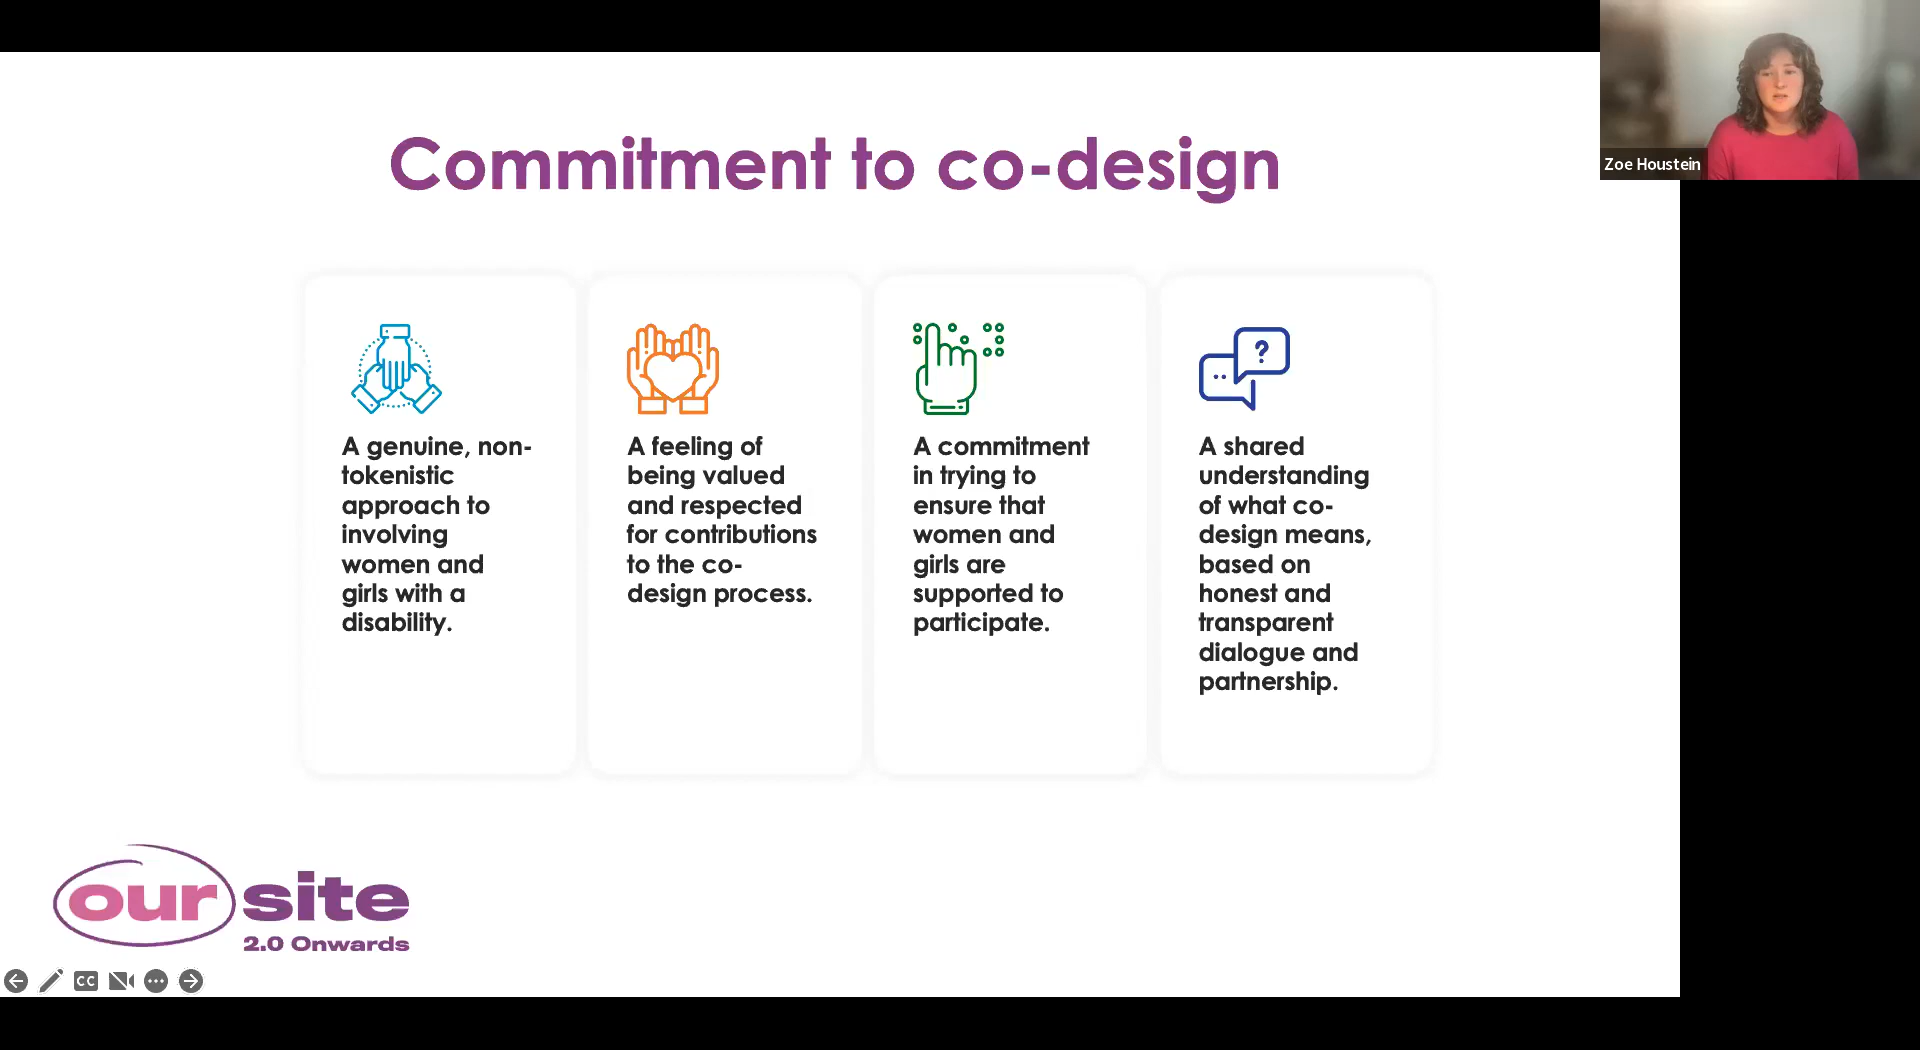 Commitment to co-design
Zoe Houstein
A genuine, non-
tokenistic
approach to
involving
women and
girls with a
disability.
A feeling of
being valued
and respected
for contributions
to the co-
design process.
A commitment
in trying to
ensure that
women and
girls are
supported to
participate.
?
A shared
understanding
of what co-
design means,
based on
honest and
transparent
dialogue and
partnership.
our site
2.0 Onwards
CC